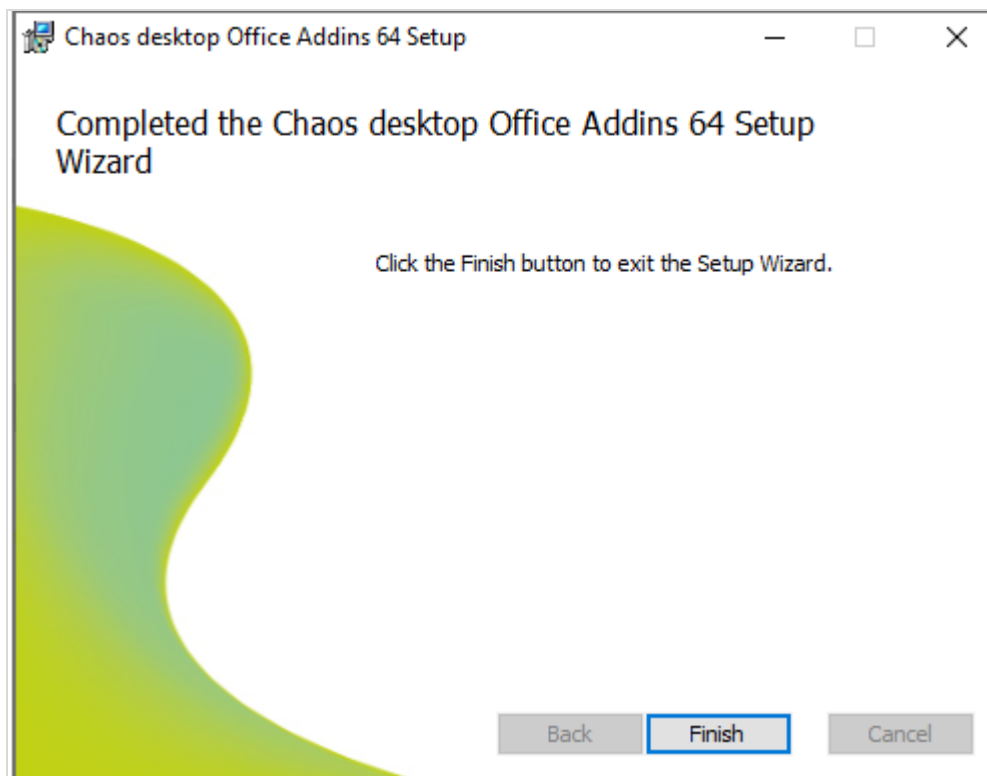 Chaos desktop Office Addins 64 Setup
Completed the Chaos desktop Office Addins 64 Setup
Wizard
Click the Finish button to exit the Setup Wizard.
Back Finish Cancel